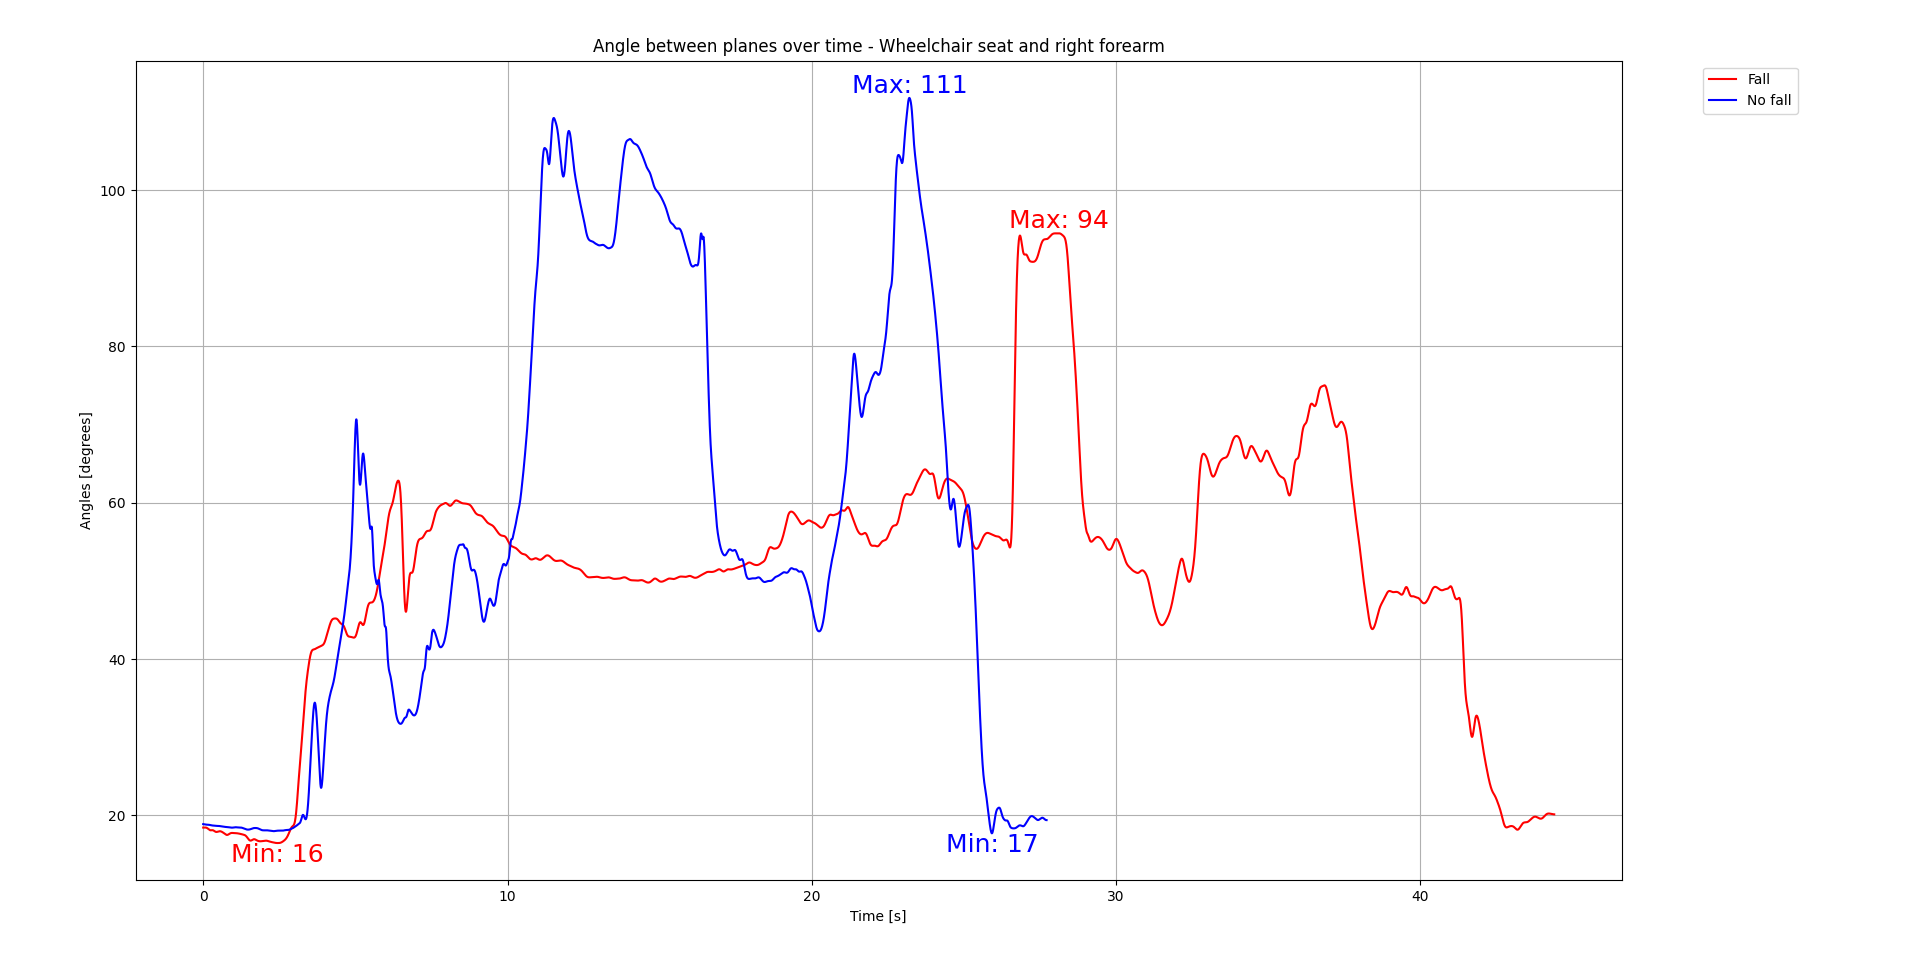 Angle between planes over time - Wheelchair seat and right forearm
Max: 111
Max: 94
Min: 16
Min: 17
Fall
No fall
Angles [degrees]
100
80
60
40
20
0 10 20 30 40
Time [s]